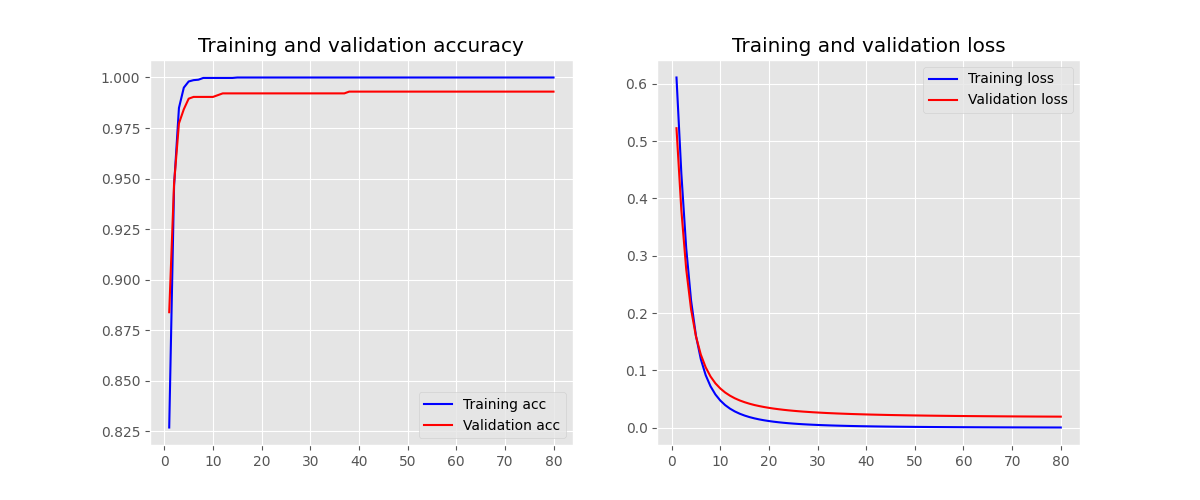 Training and validation accuracy
1.000
0.975
0.950
0.925
0.900
0.875
0.850
0.825
0 10 20 30 40 50 60 70 80
Training acc
Validation acc
Training and validation loss
0.6
0.5
0.4
0.3
0.2
0.1
0.0
0 10 20 30 40 50 60 70 80
Training loss
Validation loss